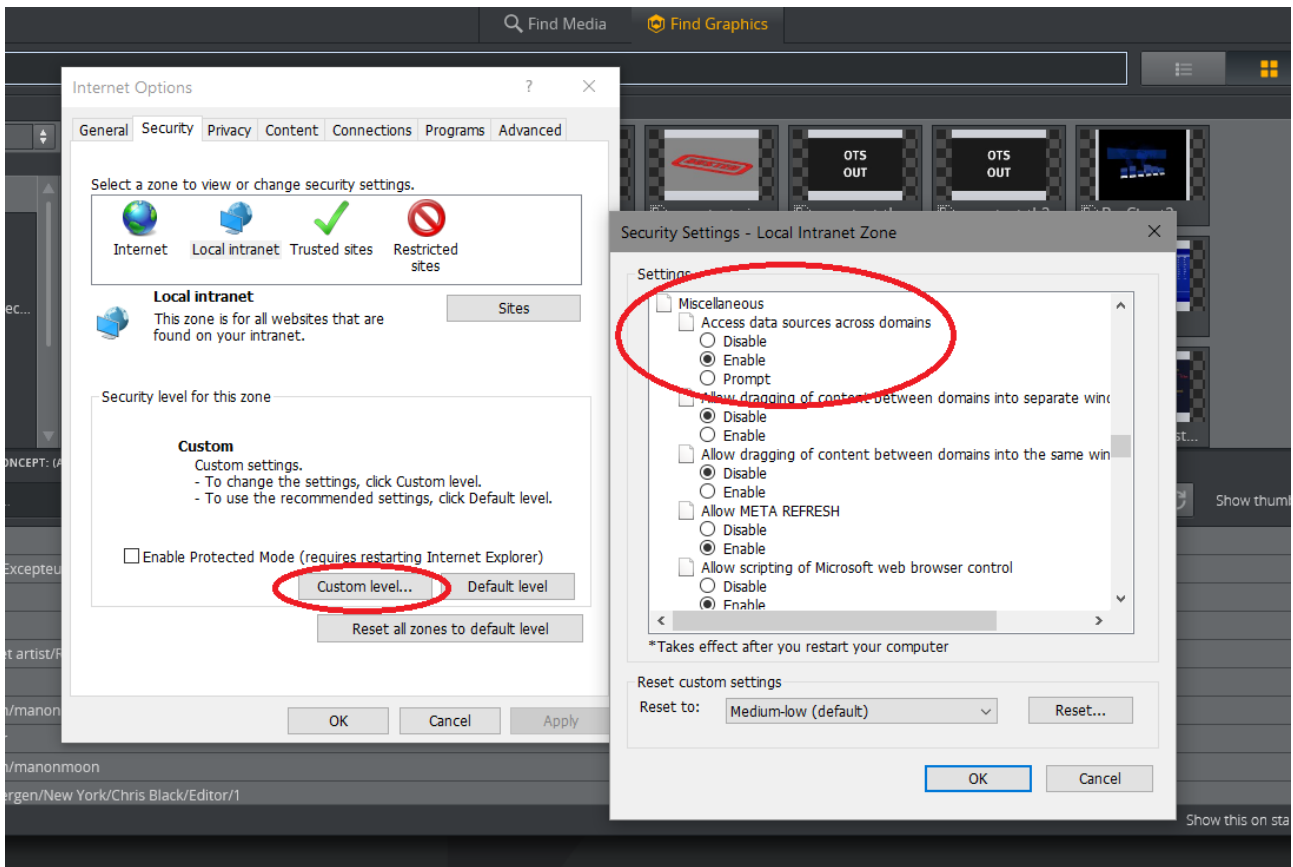 Find Media
Find Graphics
Internet Options
?
General Security Privacy Content Connections Programs Advanced
Select a zone to view or change security settings.
Internet
Local intranet
Trusted sites
Restricted
sites
Local intranet
This zone is for all websites that are
found on your intranet.
Sites
Security level for this zone
Custom
Custom settings.
- To change the settings, click Custom level.
- To use the recommended settings, click Default level.
Enable Protected Mode (requires restarting Internet Explorer)
Custom level...
Default level
Reset all zones to default level
OK
Cancel
Apply
OTS
OUT
OTS
OUT
Security Settings - Local Intranet Zone
Settings
Miscellaneous
Access data sources across domains
Disable
Enable
Prompt
Allow dragging of content between domains into separate wind
Disable
Enable
Allow dragging of content between domains into the same win
Disable
Enable
Allow META REFRESH
Disable
Enable
Allow scripting of Microsoft web browser control
Disable
Enable
*Takes effect after you restart your computer
Reset custom settings
Reset to:
Medium-low (default)
Reset...
OK
Cancel
ec...
ONCEPT: (A
st...
Show thumb
Excepteu
t artist/F
n/manon
n/manonmoon
ergen/New York/Chris Black/Editor/1
Show this on sta